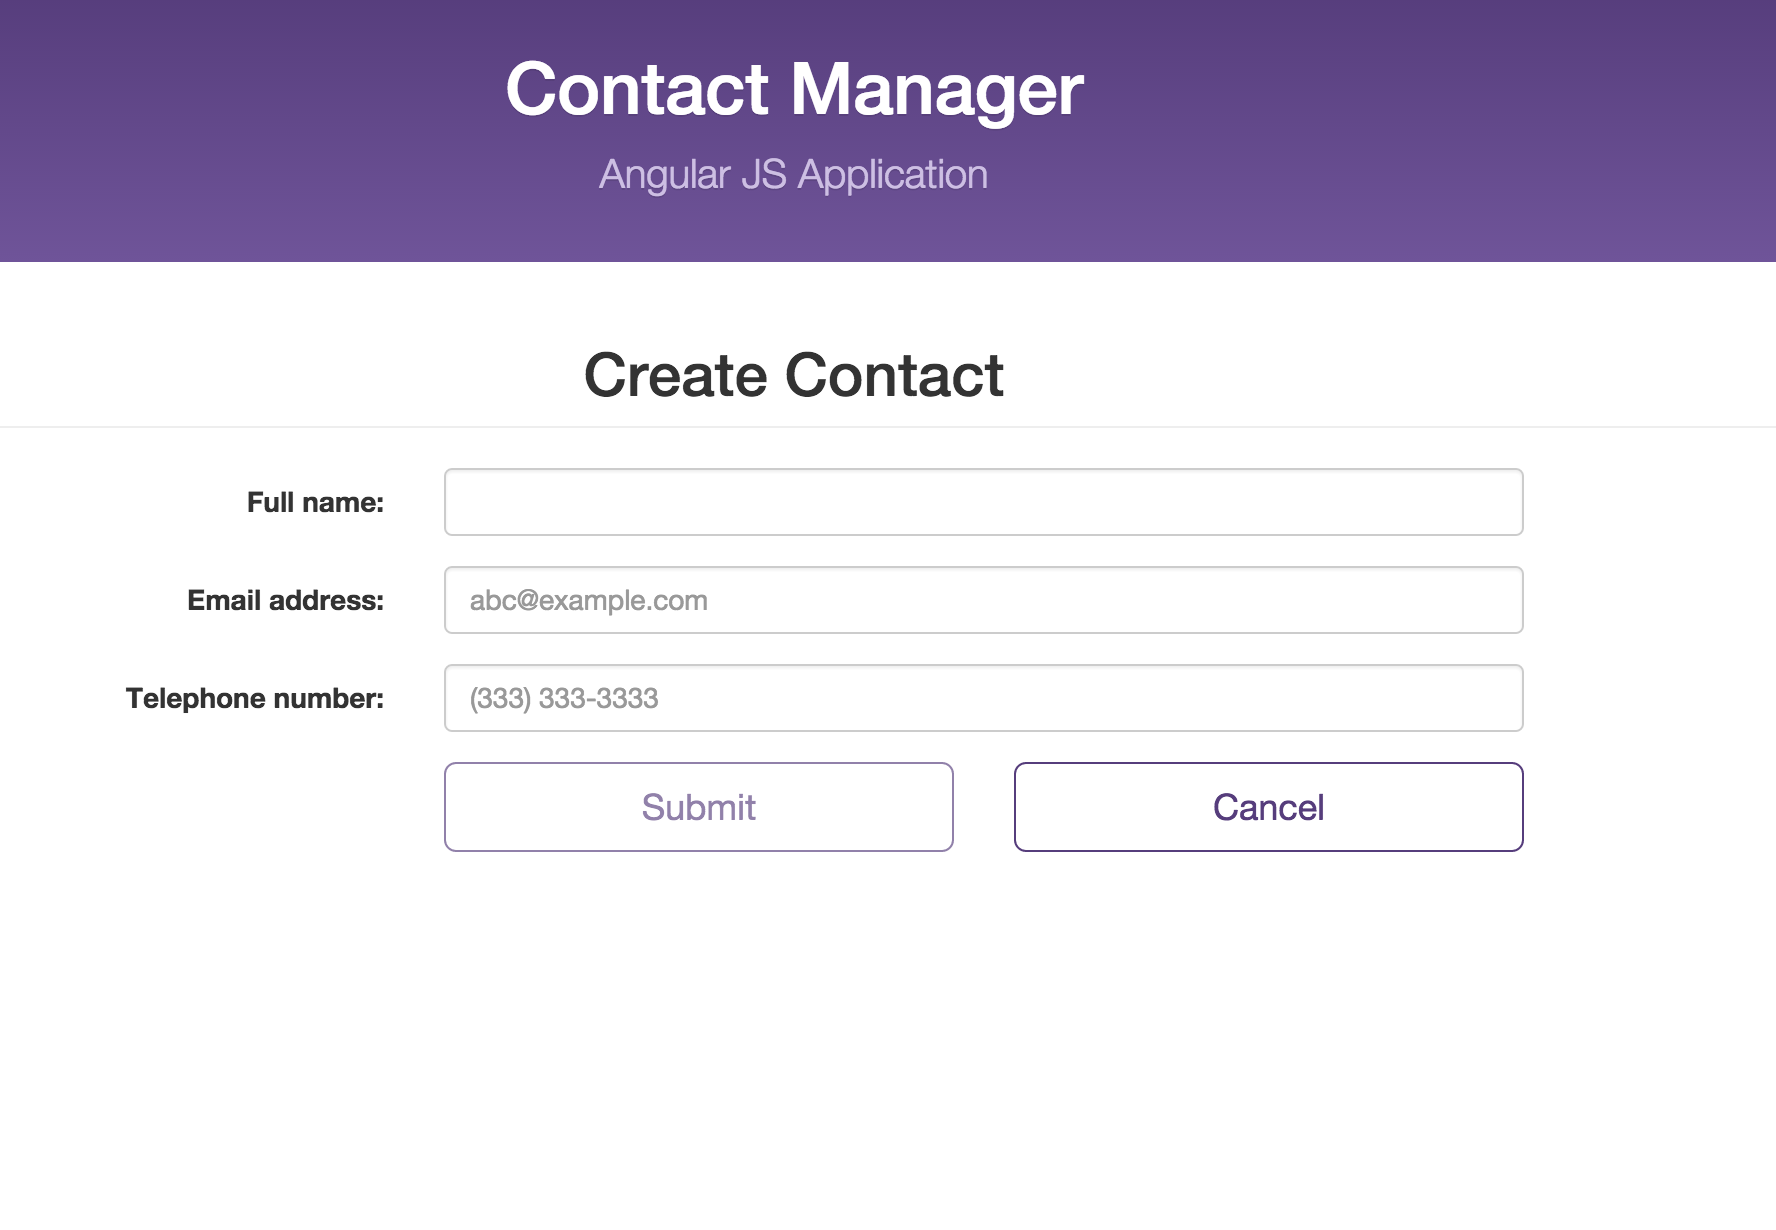 Contact Manager
Angular JS Application
Create Contact
Full name:
Email address: abc@example.com
Telephone number: (333) 333-3333
Submit Cancel